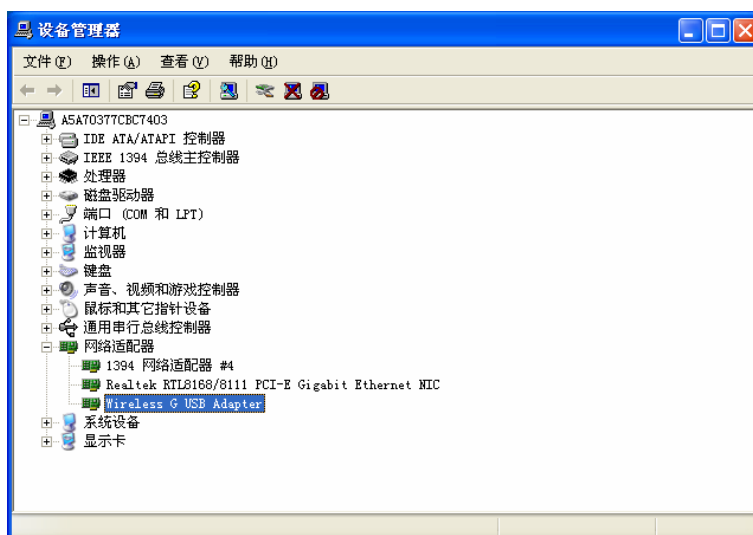 设备管理器
文件(F) 操作(A) 查看(V) 帮助(H)
A5A70377CBC7403
IDE ATA/ATAPI 控制器
IEEE 1394 总线主控制器
处理器
磁盘驱动器
端口 (COM 和 LPT)
计算机
监视器
键盘
声音、视频和游戏控制器
鼠标和其它指针设备
通用串行总线控制器
网络适配器
1394 网络适配器 #4
Realtek RTL8168/8111 PCI-E Gigabit Ethernet NIC
Wireless G USB Adapter
系统设备
显示卡